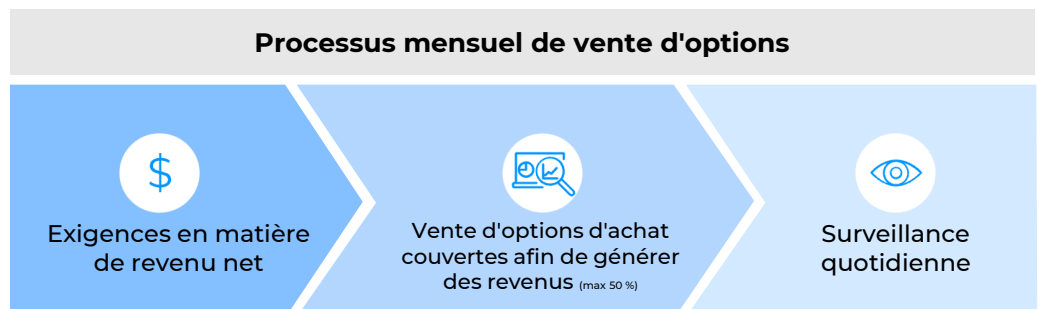 Processus mensuel de vente d'options
$
Exigences en matière
de revenu net
Vente d'options d'achat
couvertes afin de générer
des revenus (max 50 %)
Surveillance
quotidienne